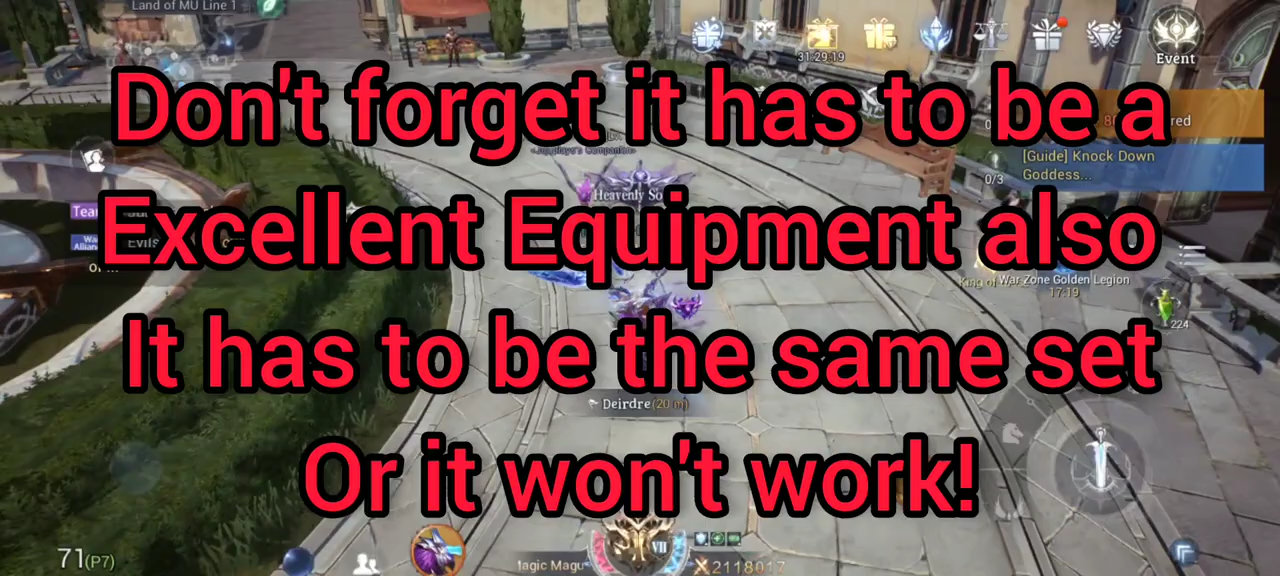 Land of MU Line 1
31:29:19
Event
Don't forget it has to be a
[Guide] Knock Down
Goddess...
0/3
Heavenly So
Excellent Equipment also
War Zone Golden Legion
17:19
224
It has to be the same set
Deirdre(20 m)
Or it won't work!
71(P7)
VII
2118017